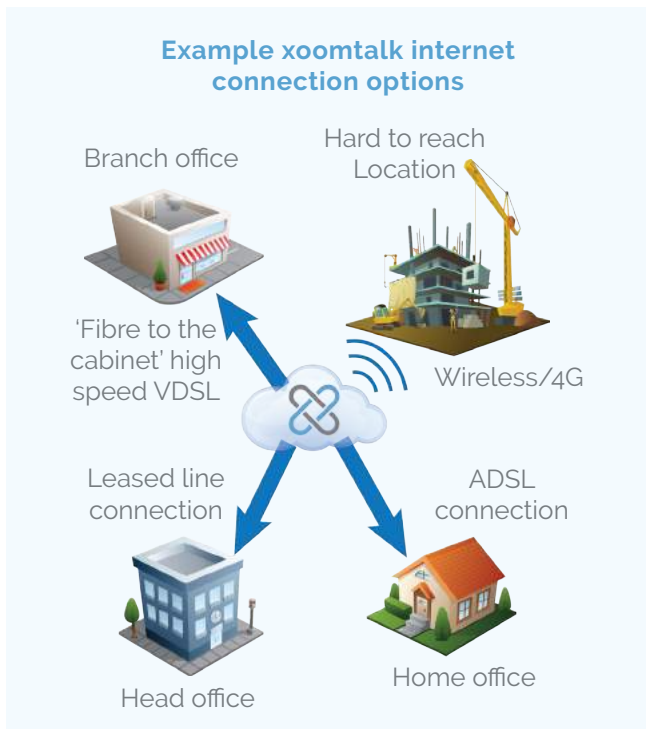 Example xoomtalk internet
connection options
Branch office
Hard to reach
Location
‘Fibre to the
cabinet’ high
speed VDSL
Wireless/4G
Leased line
connection
ADSL
connection
Head office
Home office